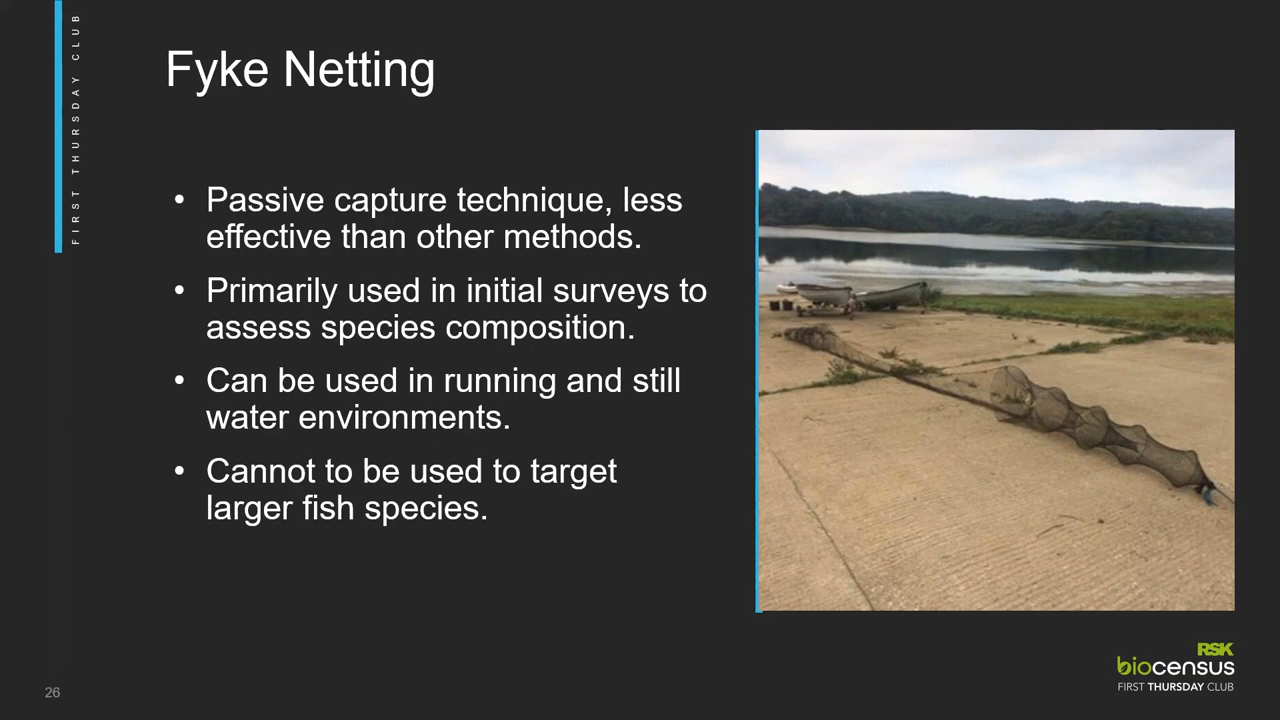 FIRST THURSDAY CLUB
Fyke Netting
• Passive capture technique, less
effective than other methods.
• Primarily used in initial surveys to
assess species composition.
• Can be used in running and still
water environments.
• Cannot to be used to target
larger fish species.
RSK
biocensus
FIRST THURSDAY CLUB
26